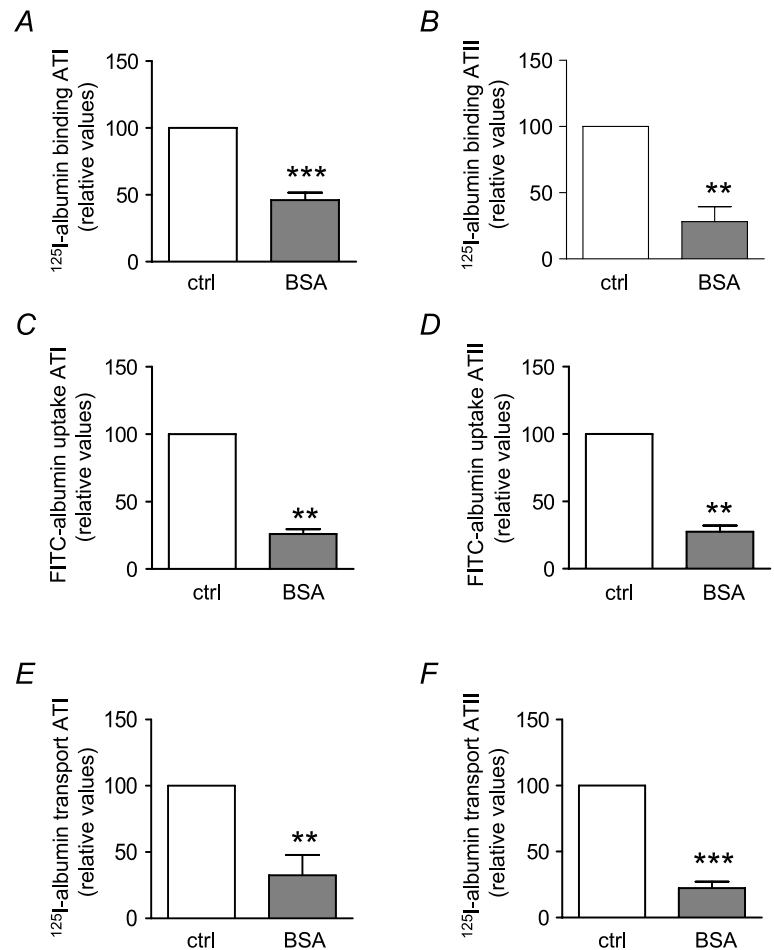 A
¹²⁵I-albumin binding ATI
(relative values)
150
100
50
0
***
ctrl
BSA
B
¹²⁵I-albumin binding ATII
(relative values)
150
100
50
0
**
ctrl
BSA
C
FITC-albumin uptake ATI
(relative values)
150
100
50
0
**
ctrl
BSA
D
FITC-albumin uptake ATII
(relative values)
150
100
50
0
**
ctrl
BSA
E
¹²⁵I-albumin transport ATI
(relative values)
150
100
50
0
**
ctrl
BSA
F
¹²⁵I-albumin transport ATII
(relative values)
150
100
50
0
***
ctrl
BSA